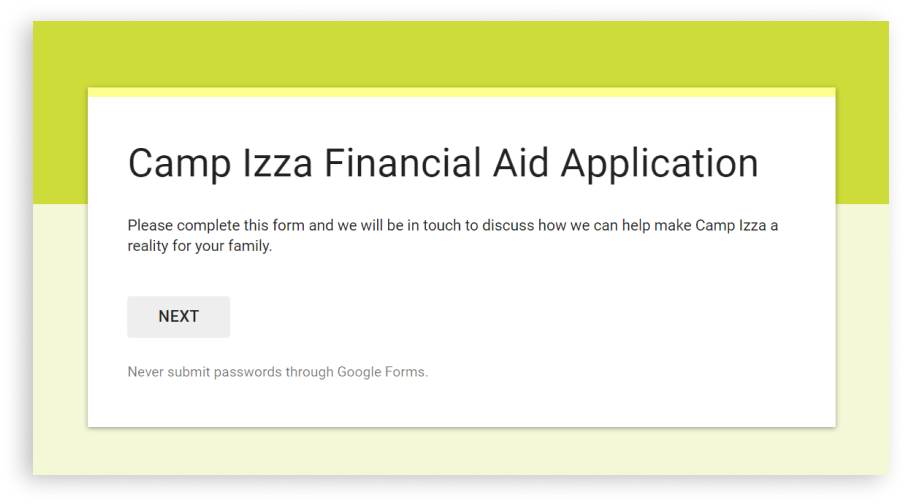 Camp Izza Financial Aid Application
Please complete this form and we will be in touch to discuss how we can help make Camp Izza a
reality for your family.
NEXT
Never submit passwords through Google Forms.